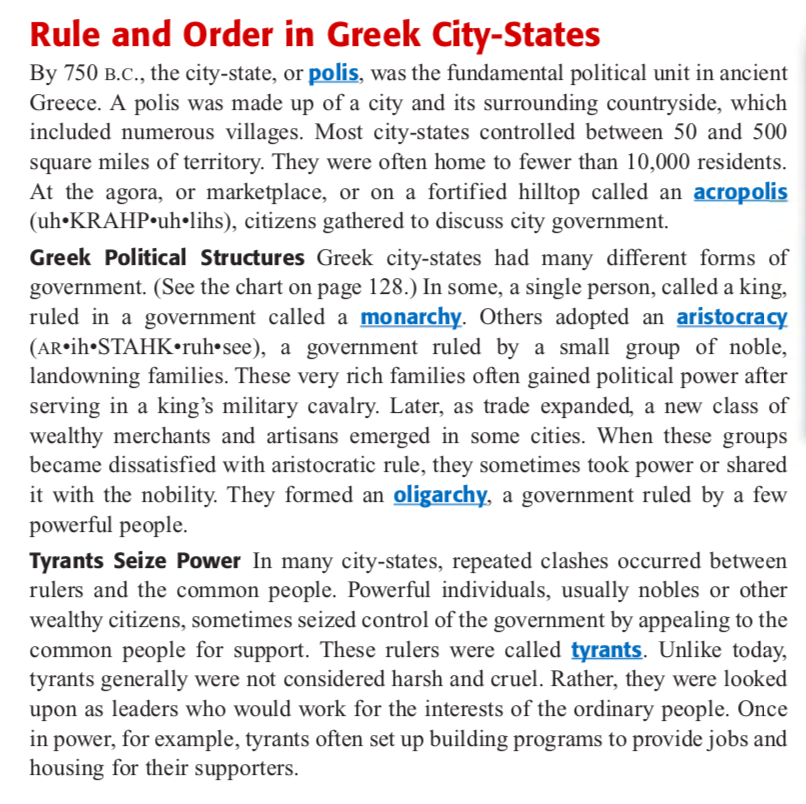 Rule and Order in Greek City-States
By 750 B.C., the city-state, or polis, was the fundamental political unit in ancient
Greece. A polis was made up of a city and its surrounding countryside, which
included numerous villages. Most city-states controlled between 50 and 500
square miles of territory. They were often home to fewer than 10,000 residents.
At the agora, or marketplace, or on a fortified hilltop called an acropolis
(uh•KRAHP•uh•lihs), citizens gathered to discuss city government.
Greek Political Structures Greek city-states had many different forms of
government. (See the chart on page 128.) In some, a single person, called a king,
ruled in a government called a monarchy. Others adopted an aristocracy
(AR•ih•STAHK•ruh•see), a government ruled by a small group of noble,
landowning families. These very rich families often gained political power after
serving in a king's military cavalry. Later, as trade expanded, a new class of
wealthy merchants and artisans emerged in some cities. When these groups
became dissatisfied with aristocratic rule, they sometimes took power or shared
it with the nobility. They formed an oligarchy, a government ruled by a few
powerful people.
Tyrants Seize Power In many city-states, repeated clashes occurred between
rulers and the common people. Powerful individuals, usually nobles or other
wealthy citizens, sometimes seized control of the government by appealing to the
common people for support. These rulers were called tyrants. Unlike today,
tyrants generally were not considered harsh and cruel. Rather, they were looked
upon as leaders who would work for the interests of the ordinary people. Once
in power, for example, tyrants often set up building programs to provide jobs and
housing for their supporters.